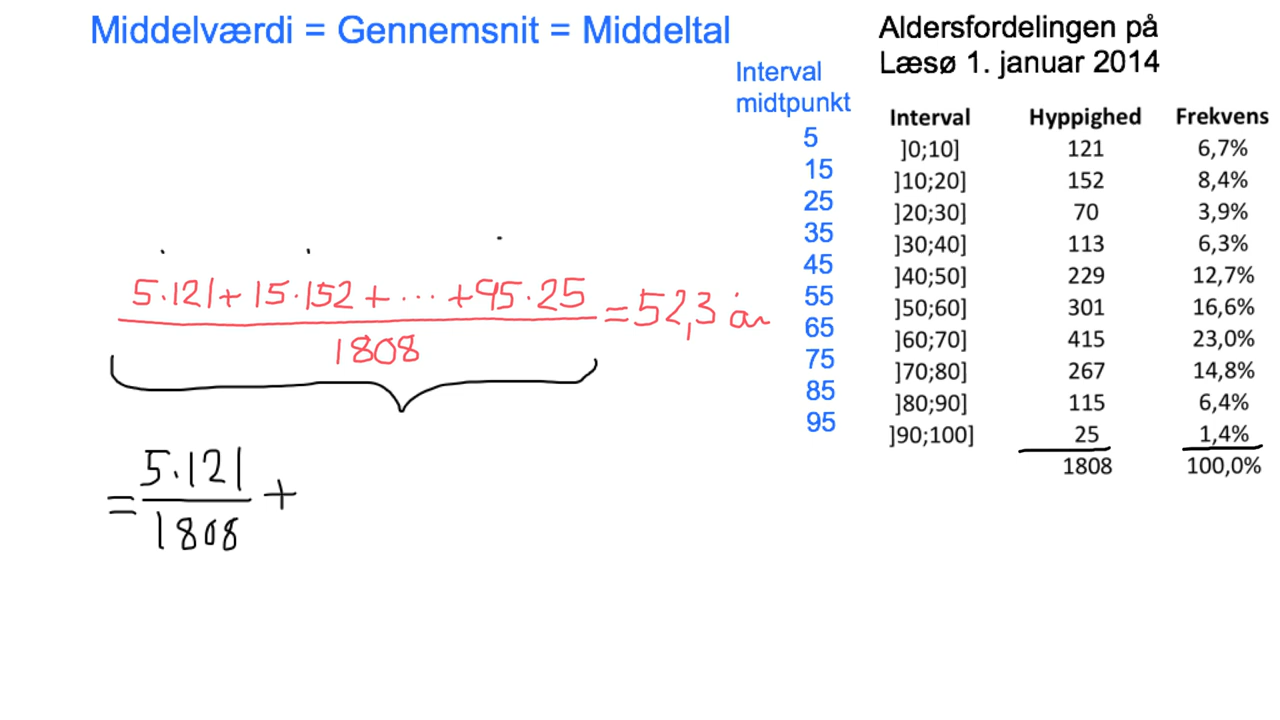 Middelværdi = Gennemsnit = Middeltal
Aldersfordelingen på
Læsø 1. januar 2014
Interval
midtpunkt
Interval Hyppighed Frekvens
5 ]0;10] 121 6,7%
15 ]10;20] 152 8,4%
25 ]20;30] 70 3,9%
35 ]30;40] 113 6,3%
45 ]40;50] 229 12,7%
55 ]50;60] 301 16,6%
65 ]60;70] 415 23,0%
75 ]70;80] 267 14,8%
85 ]80;90] 115 6,4%
95 ]90;100] 25 1,4%
1808 100,0%
5·121+15·152+...+95·25
=52,3 år
1808
5·121
= +
1808